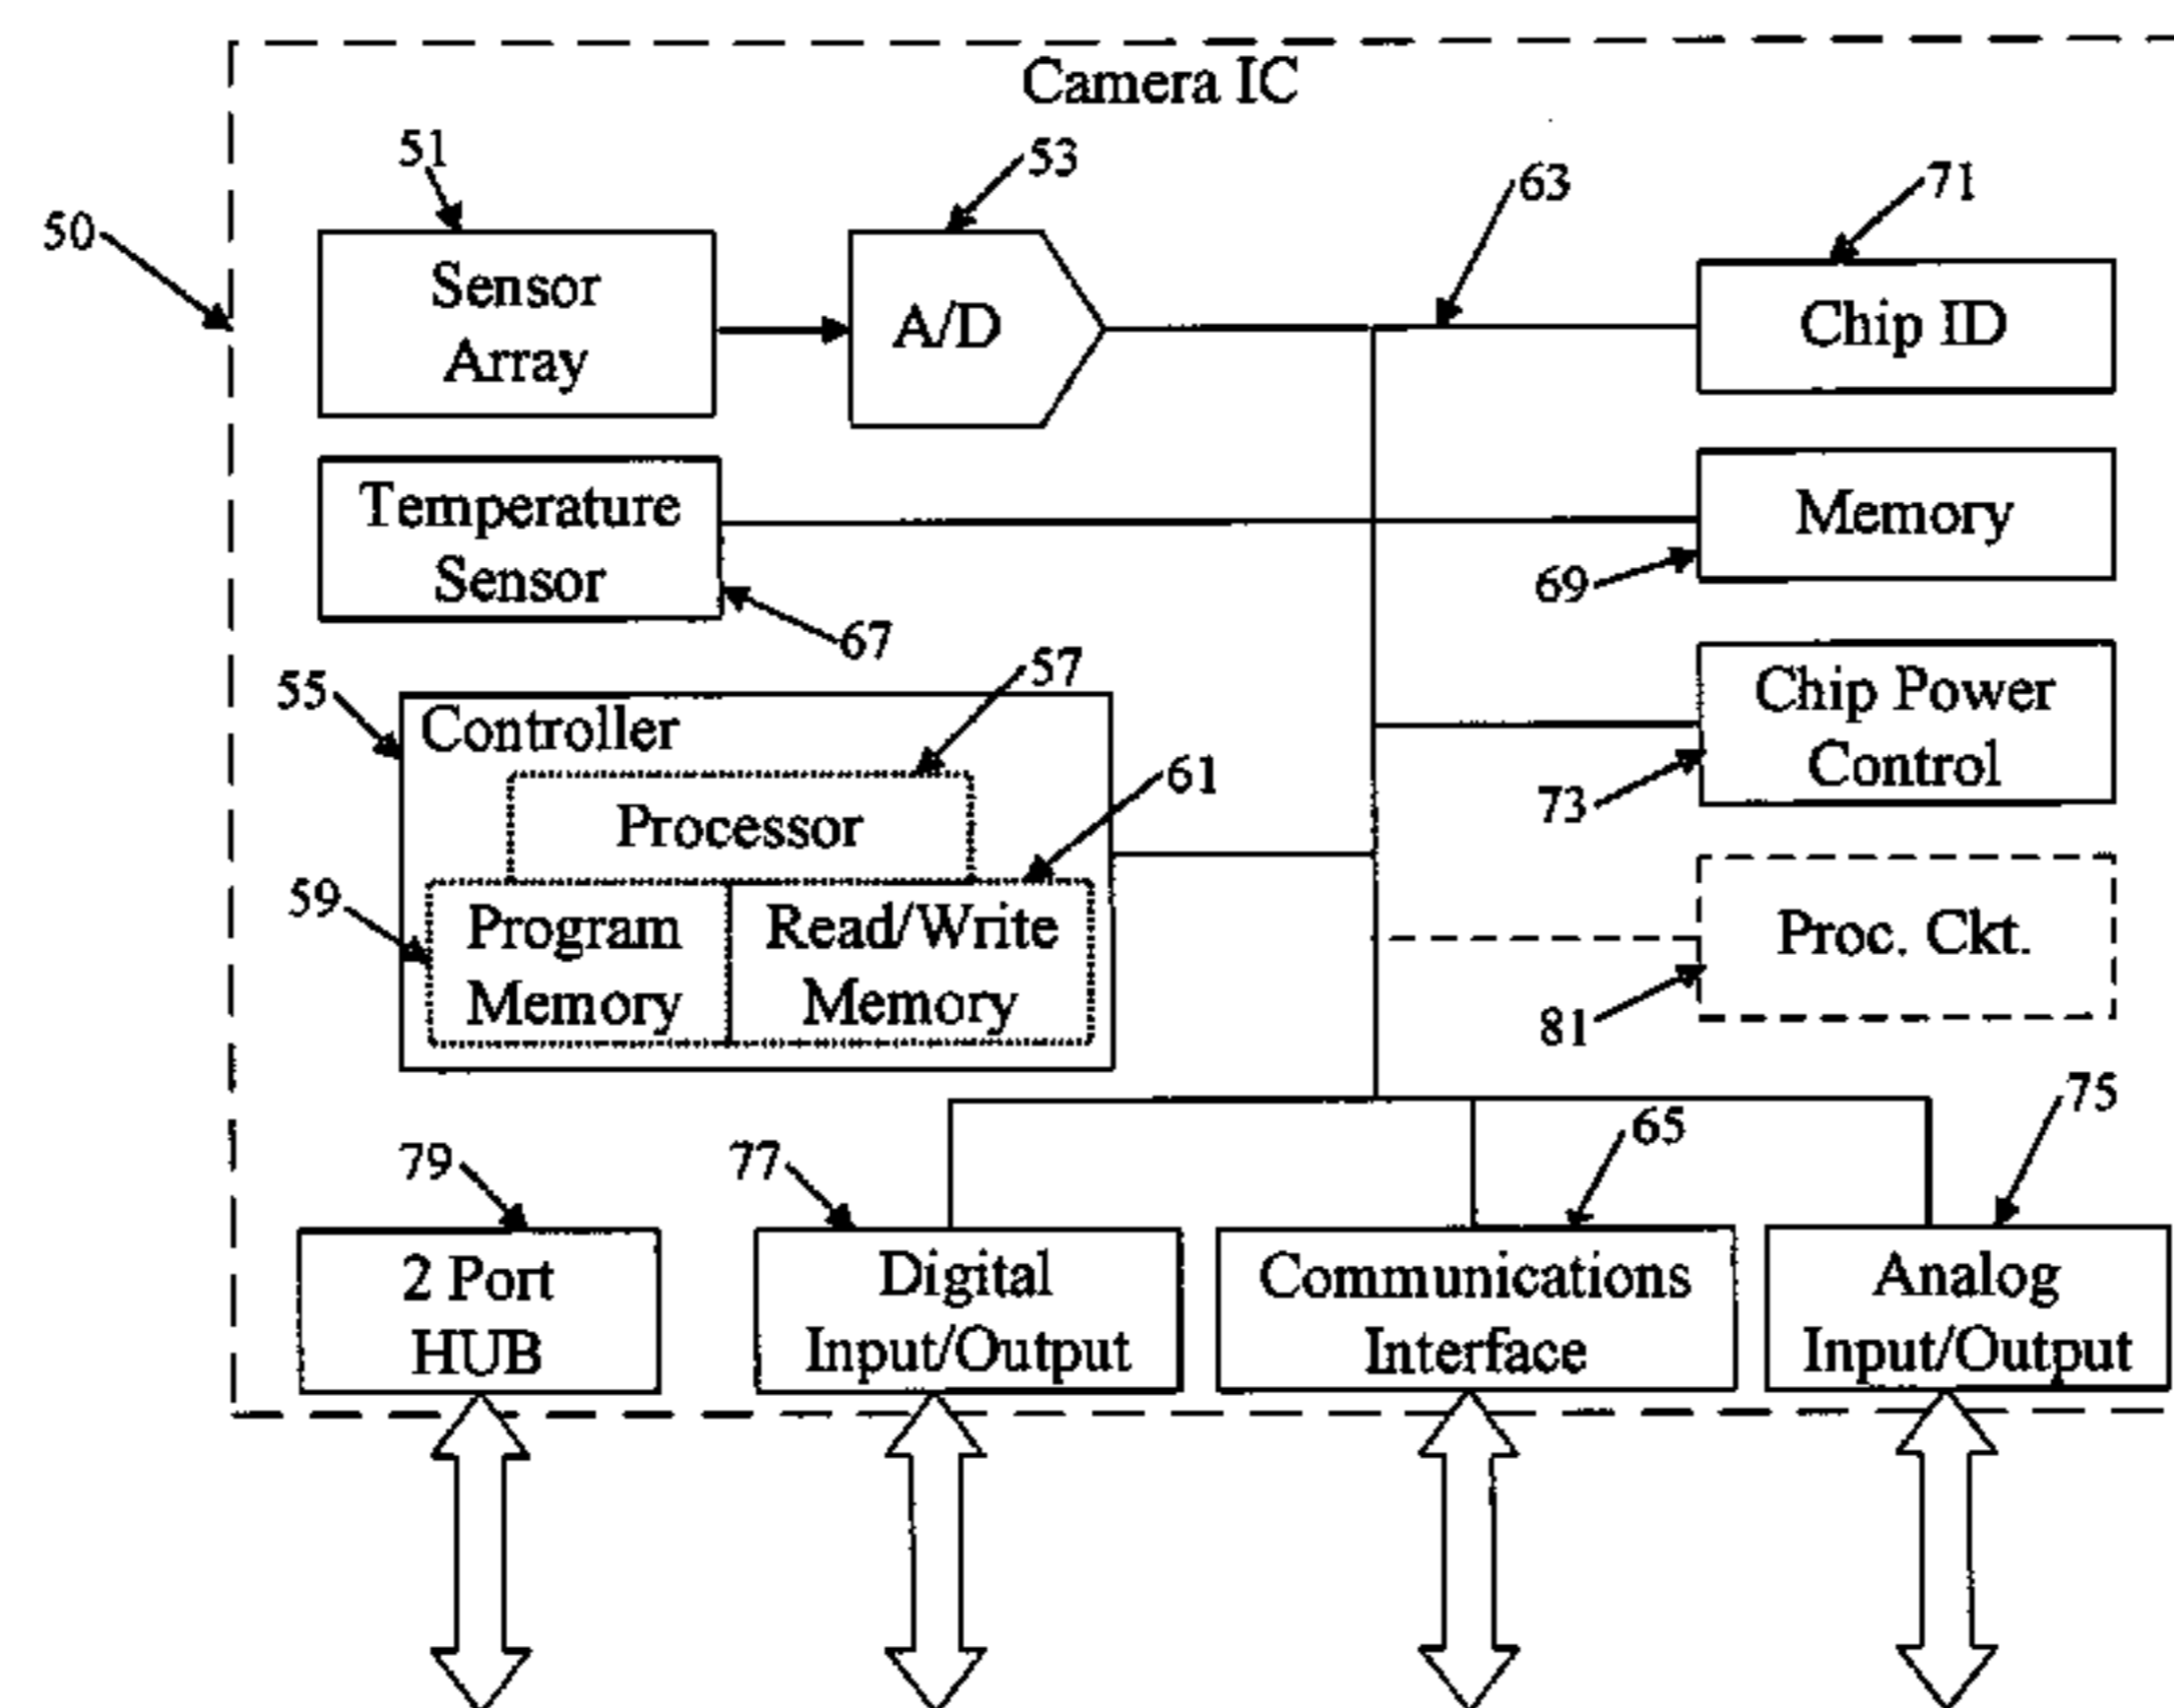 Camera IC
51
53
63
71
50
Sensor
Array
A/D
Chip ID
Temperature
Sensor
Memory
69
67
55
57
Controller
Chip Power
Control
61
73
Processor
59
Program
Memory
Read/Write
Memory
Proc. Ckt.
81
75
79
77
65
2 Port
HUB
Digital
Input/Output
Communications
Interface
Analog
Input/Output